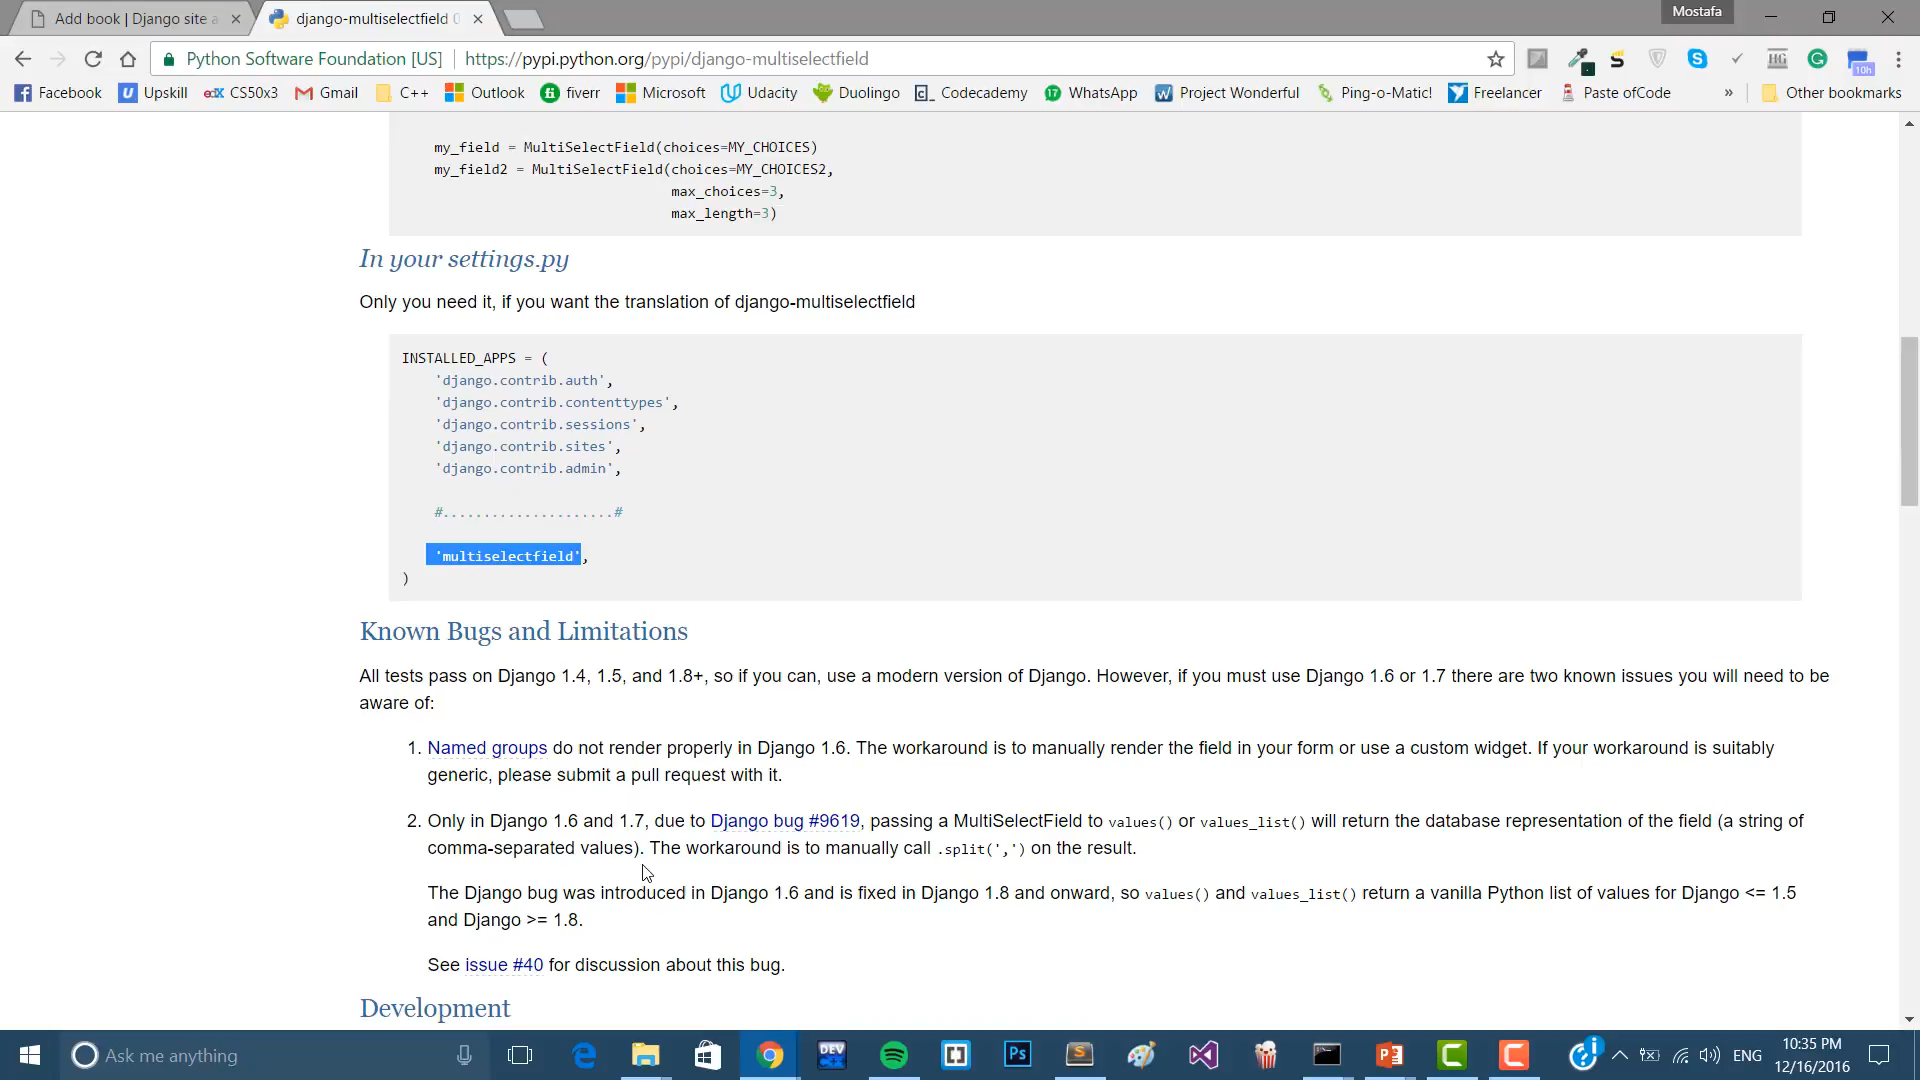 Add book | Django site a
django-multiselectfield 0
Mostafa
Python Software Foundation [US] https://pypi.python.org/pypi/django-multiselectfield
10h
Facebook Upskill edX CS50x3 Gmail C++ Outlook fiverr Microsoft Udacity Duolingo Codecademy WhatsApp Project Wonderful Ping-o-Matic! Freelancer Paste ofCode » Other bookmarks
my_field = MultiSelectField(choices=MY_CHOICES)
my_field2 = MultiSelectField(choices=MY_CHOICES2,
max_choices=3,
max_length=3)
In your settings.py
Only you need it, if you want the translation of django-multiselectfield
INSTALLED_APPS = (
'django.contrib.auth',
'django.contrib.contenttypes',
'django.contrib.sessions',
'django.contrib.sites',
'django.contrib.admin',
#.....................#
'multiselectfield',
)
Known Bugs and Limitations
All tests pass on Django 1.4, 1.5, and 1.8+, so if you can, use a modern version of Django. However, if you must use Django 1.6 or 1.7 there are two known issues you will need to be
aware of:
1. Named groups do not render properly in Django 1.6. The workaround is to manually render the field in your form or use a custom widget. If your workaround is suitably
generic, please submit a pull request with it.
2. Only in Django 1.6 and 1.7, due to Django bug #9619, passing a MultiSelectField to values() or values_list() will return the database representation of the field (a string of
comma-separated values). The workaround is to manually call .split(',') on the result.
The Django bug was introduced in Django 1.6 and is fixed in Django 1.8 and onward, so values() and values_list() return a vanilla Python list of values for Django <= 1.5
and Django >= 1.8.
See issue #40 for discussion about this bug.
Development
Ask me anything
DEV
Ps
ENG
10:35 PM
12/16/2016